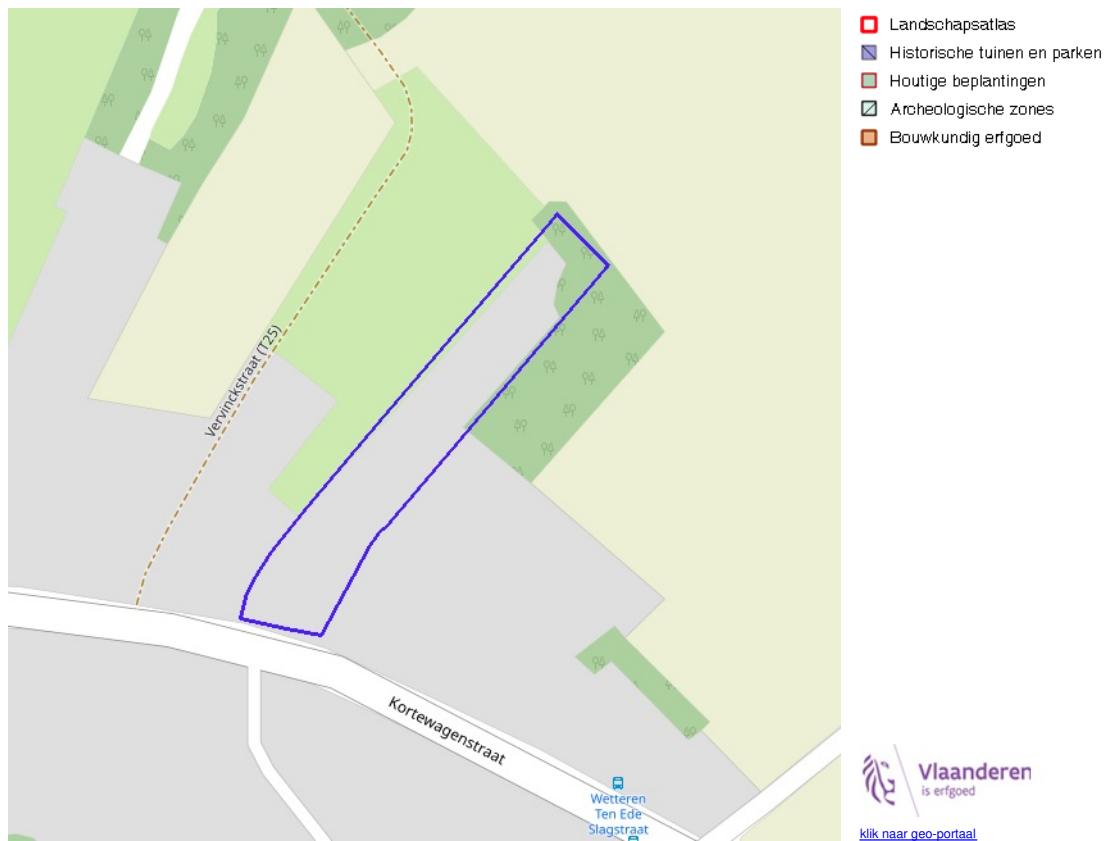 Landschapsatlas
Historische tuinen en parken
Houtige beplantingen
Archeologische zones
Bouwkundig erfgoed
Vervinckstraat (T25)
Kortewagenstraat
Wetteren
Ten Ede
Slagstraat
Vlaanderen
is erfgoed
klik naar geo-portaal